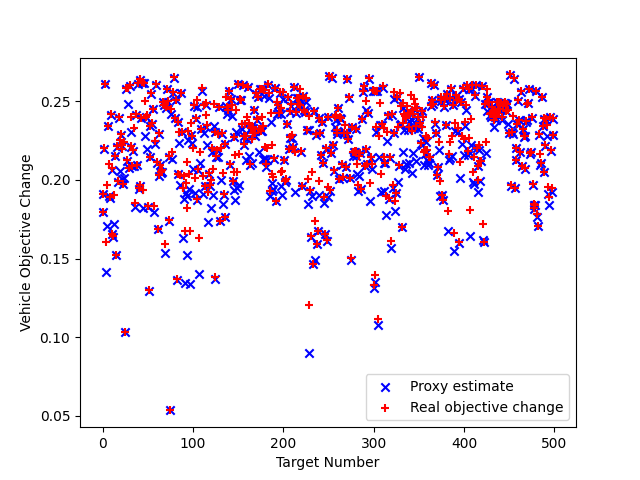 0.25
0.20
0.15
0.10
0.05
Vehicle Objective Change
Proxy estimate
Real objective change
0 100 200 300 400 500
Target Number